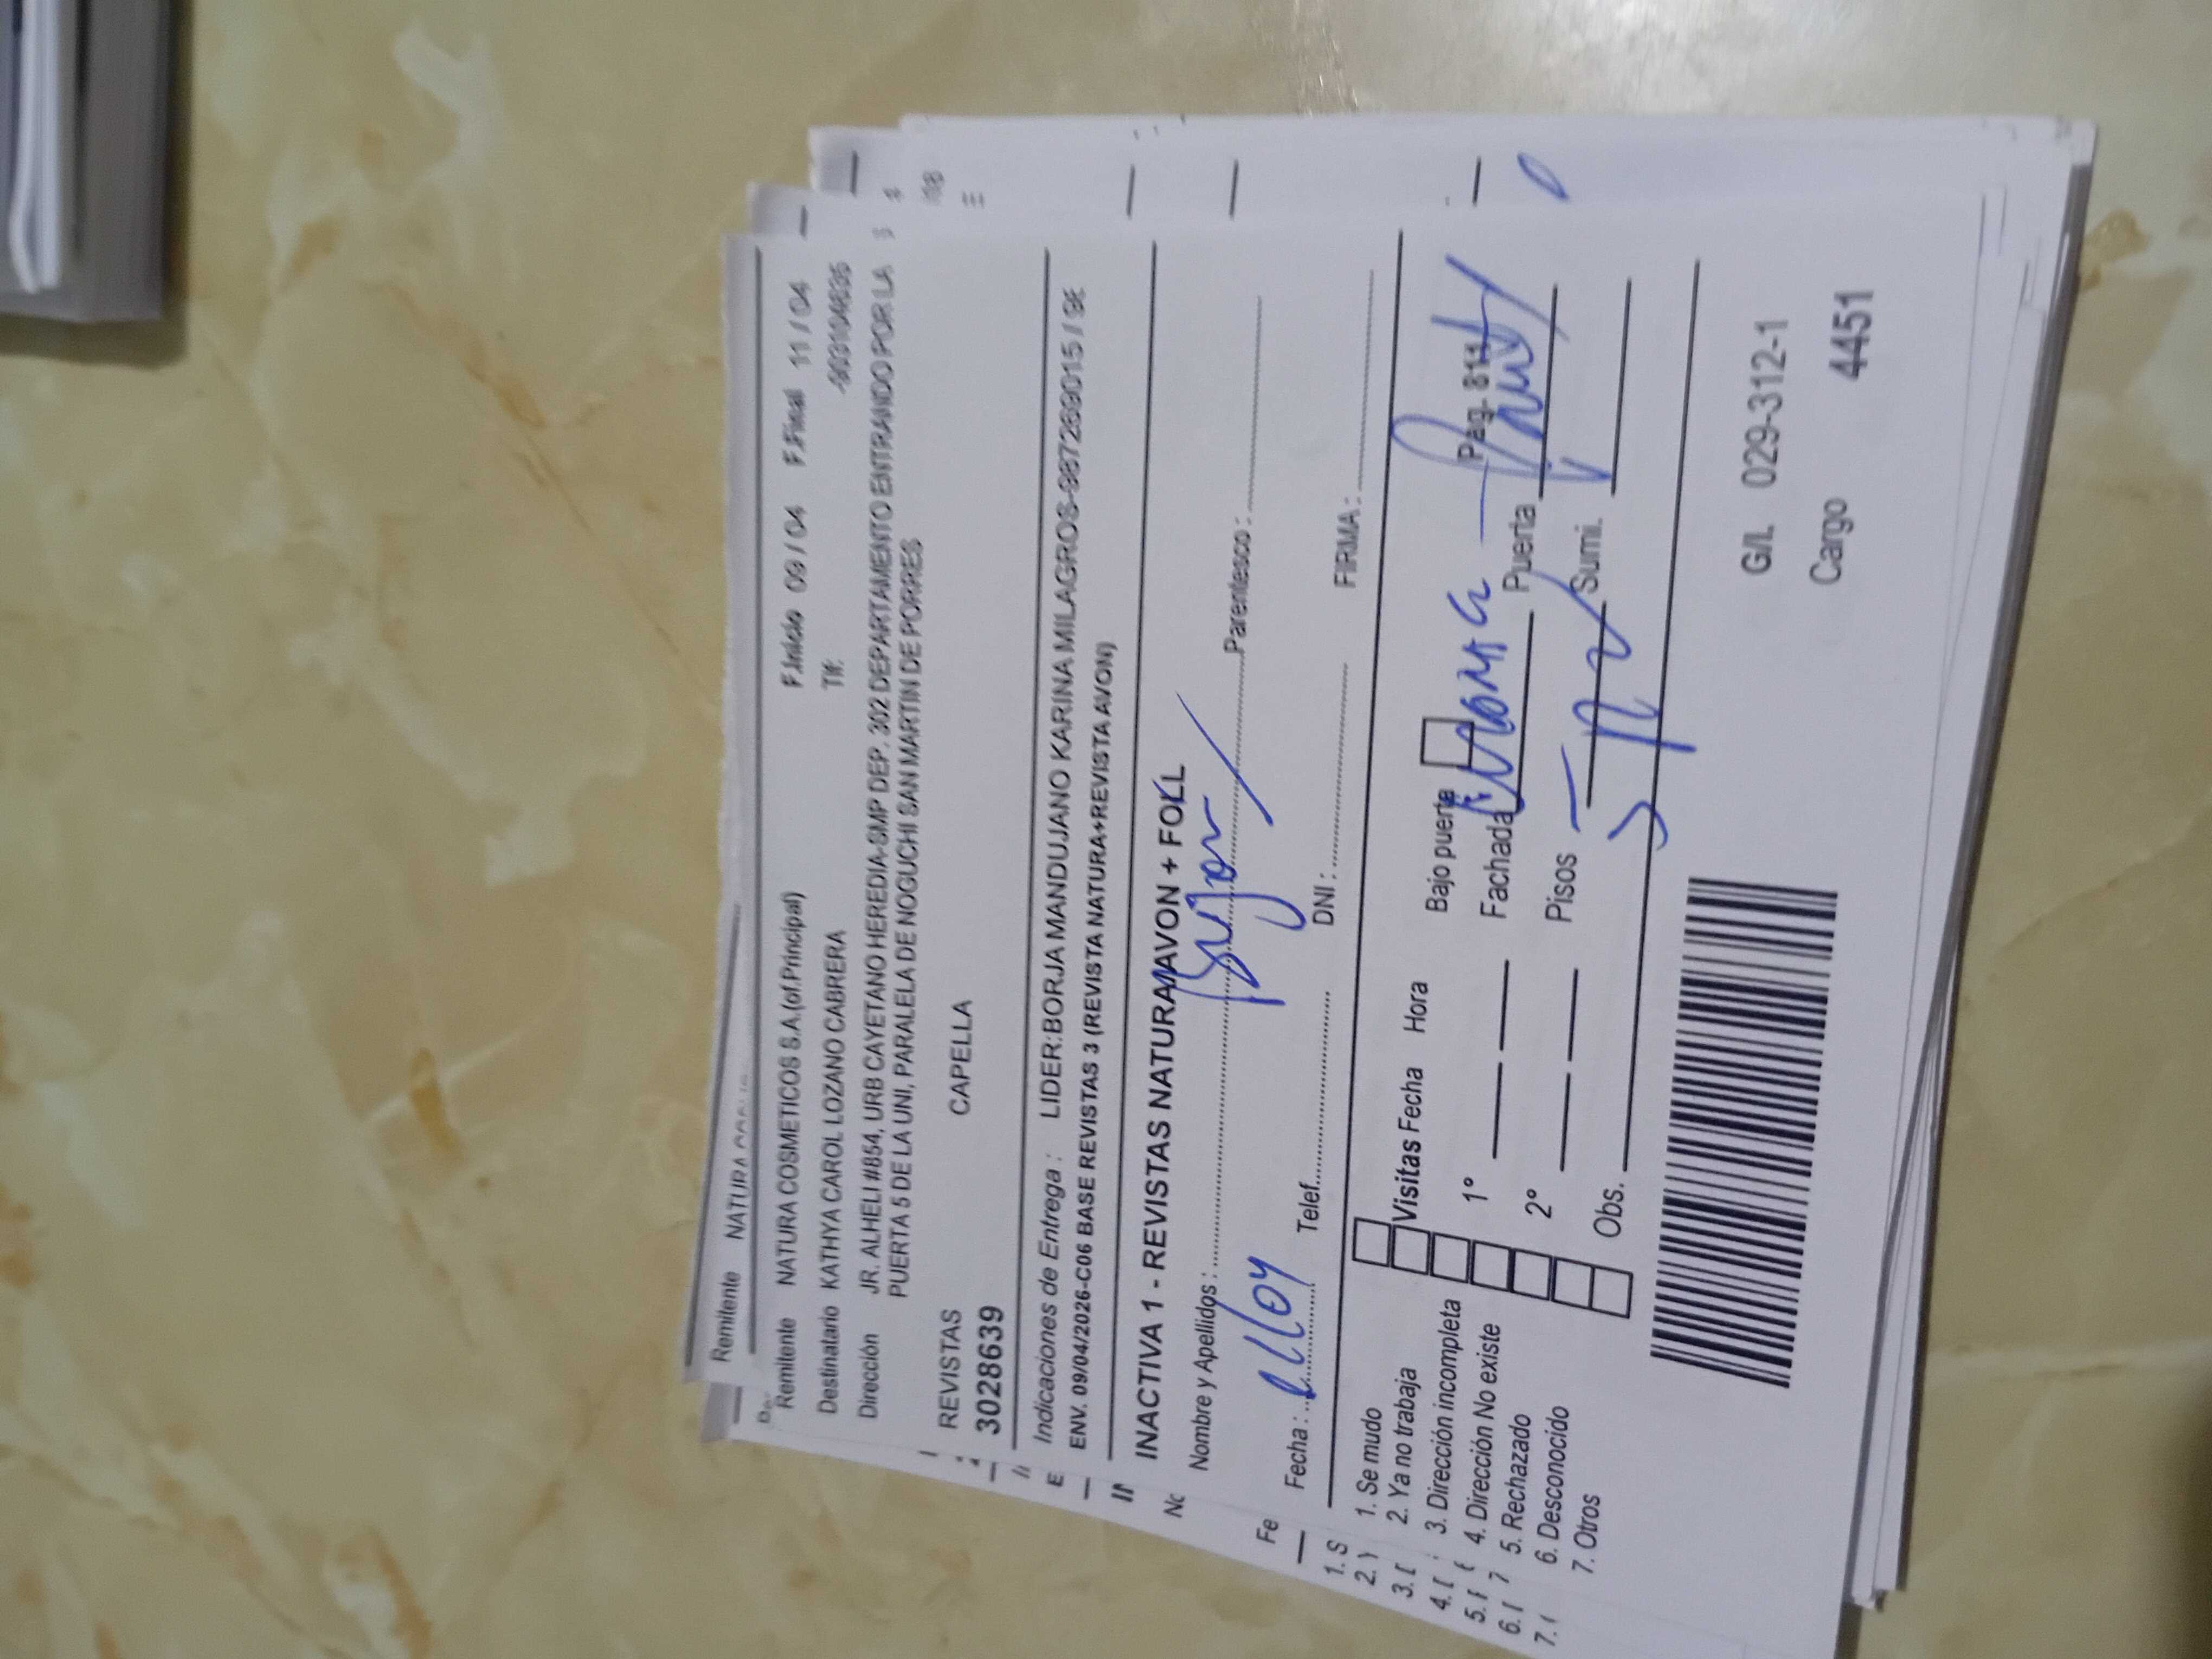 Remitente NATURA
Remitente NATURA COSMETICOS S.A.(of.Principal) F.Inicio 09 / 04 F.Final 11 / 04
Destinatario KATHYA CAROL LOZANO CABRERA Tlf.
Dirección JR. ALHELI #854, URB CAYETANO HEREDIA-SMP DEP. 302 DEPARTAMENTO ENTRANDO POR LA
PUERTA 5 DE LA UNI, PARALELA DE NOGUCHI SAN MARTIN DE PORRES
REVISTAS CAPELLA
3028639
Indicaciones de Entrega : LIDER:BORJA MANDUJANO KARINA MILAGROS-987269015 / 9E
ENV. 09/04/2026-C06 BASE REVISTAS 3 (REVISTA NATURA+REVISTA AVON)
INACTIVA 1 - REVISTAS NATURA/AVON + FOLL
Nombre y Apellidos : Parentesco :
Fecha : Telef. DNI : FIRMA :
1. Se mudo
2. Ya no trabaja
3. Dirección incompleta
4. Dirección No existe
5. Rechazado
6. Desconocido
7. Otros
Visitas Fecha Hora
1°
2°
Obs.
Bajo puerta
Pag. 811
Fachada Puerta
Pisos Sumi.
G/L 029-312-1
Cargo 4451